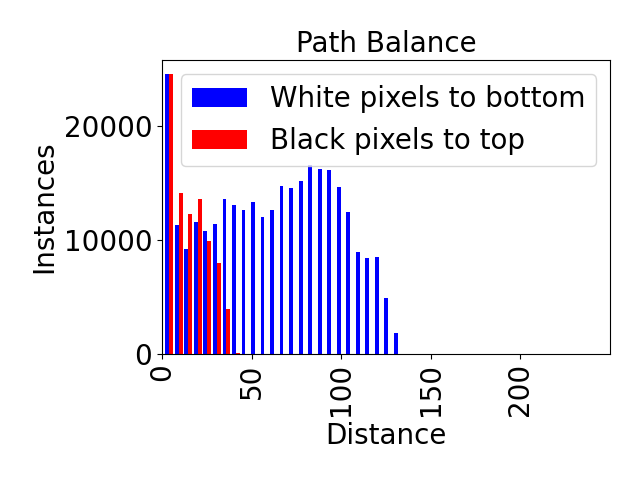 Path Balance
White pixels to bottom
Black pixels to top
Instances
20000
10000
0
0
50
100
150
200
Distance